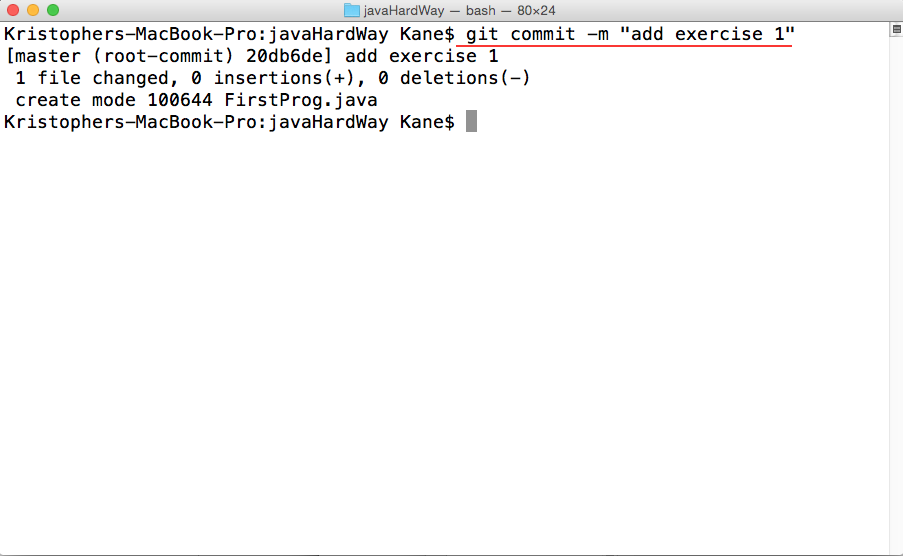 javaHardWay — bash — 80×24
Kristophers-MacBook-Pro:javaHardWay Kane$ git commit -m "add exercise 1"
[master (root-commit) 20db6de] add exercise 1
 1 file changed, 0 insertions(+), 0 deletions(-)
 create mode 100644 FirstProg.java
Kristophers-MacBook-Pro:javaHardWay Kane$